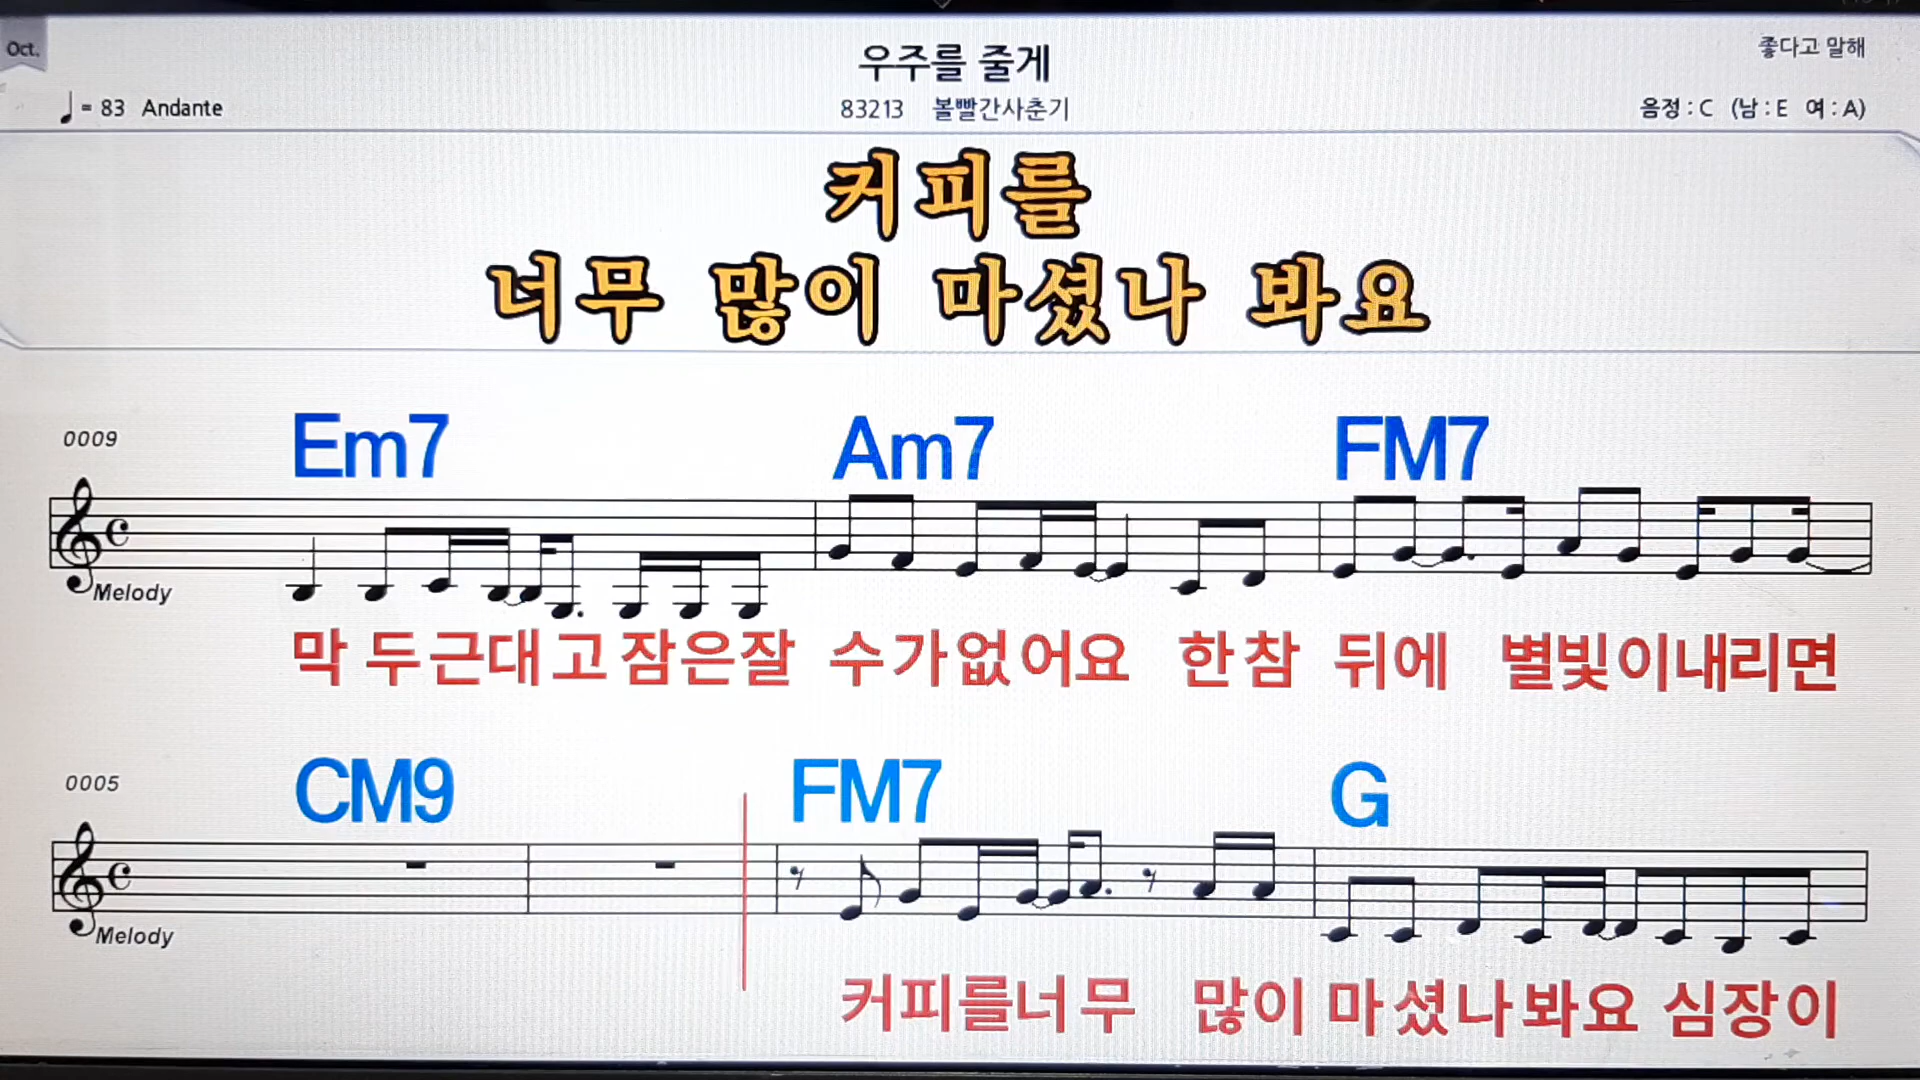 Oct.
우주를 줄게
좋다고 말해
= 83 Andante
83213 볼빨간사춘기
음정 : C (남 : E 여 : A)
커피를
너무 많이 마셨나 봐요
0009
Em7 Am7 FM7
Melody
막 두근대고 잠은잘 수가없어요 한참 뒤에 별빛이내리면
0005
CM9 FM7 G
Melody
커피를너무 많이 마셨나봐요 심장이